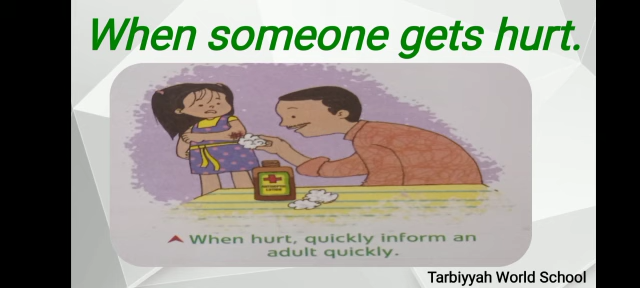 When someone gets hurt.
When hurt, quickly inform an
adult quickly.
Tarbiyyah World School